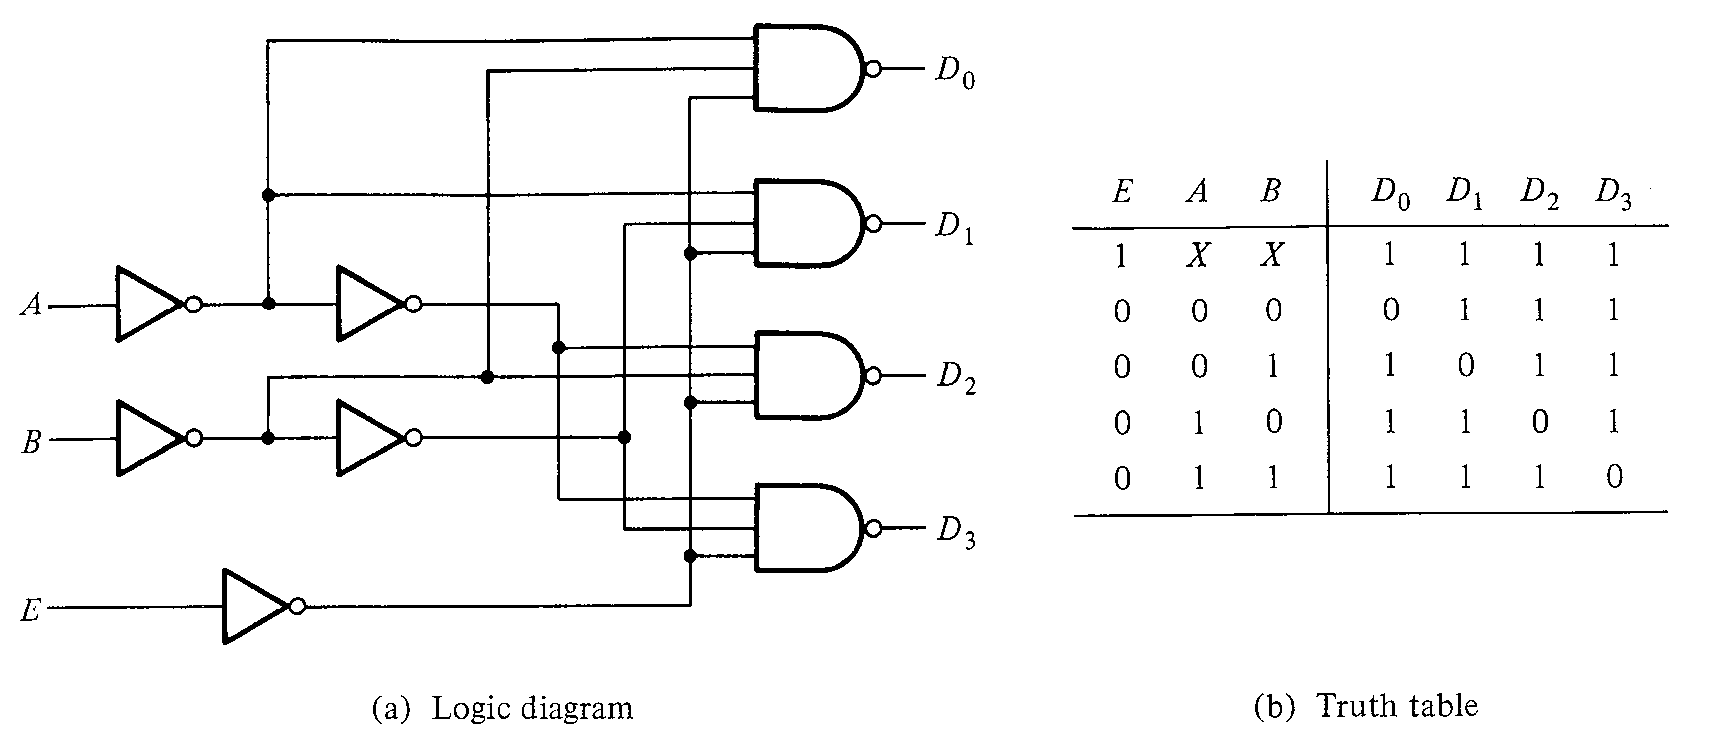 D0
D1
A
D2
B
D3
E
(a) Logic diagram
E A B D0 D1 D2 D3
1 X X 1 1 1 1
0 0 0 0 1 1 1
0 0 1 1 0 1 1
0 1 0 1 1 0 1
0 1 1 1 1 1 0
(b) Truth table